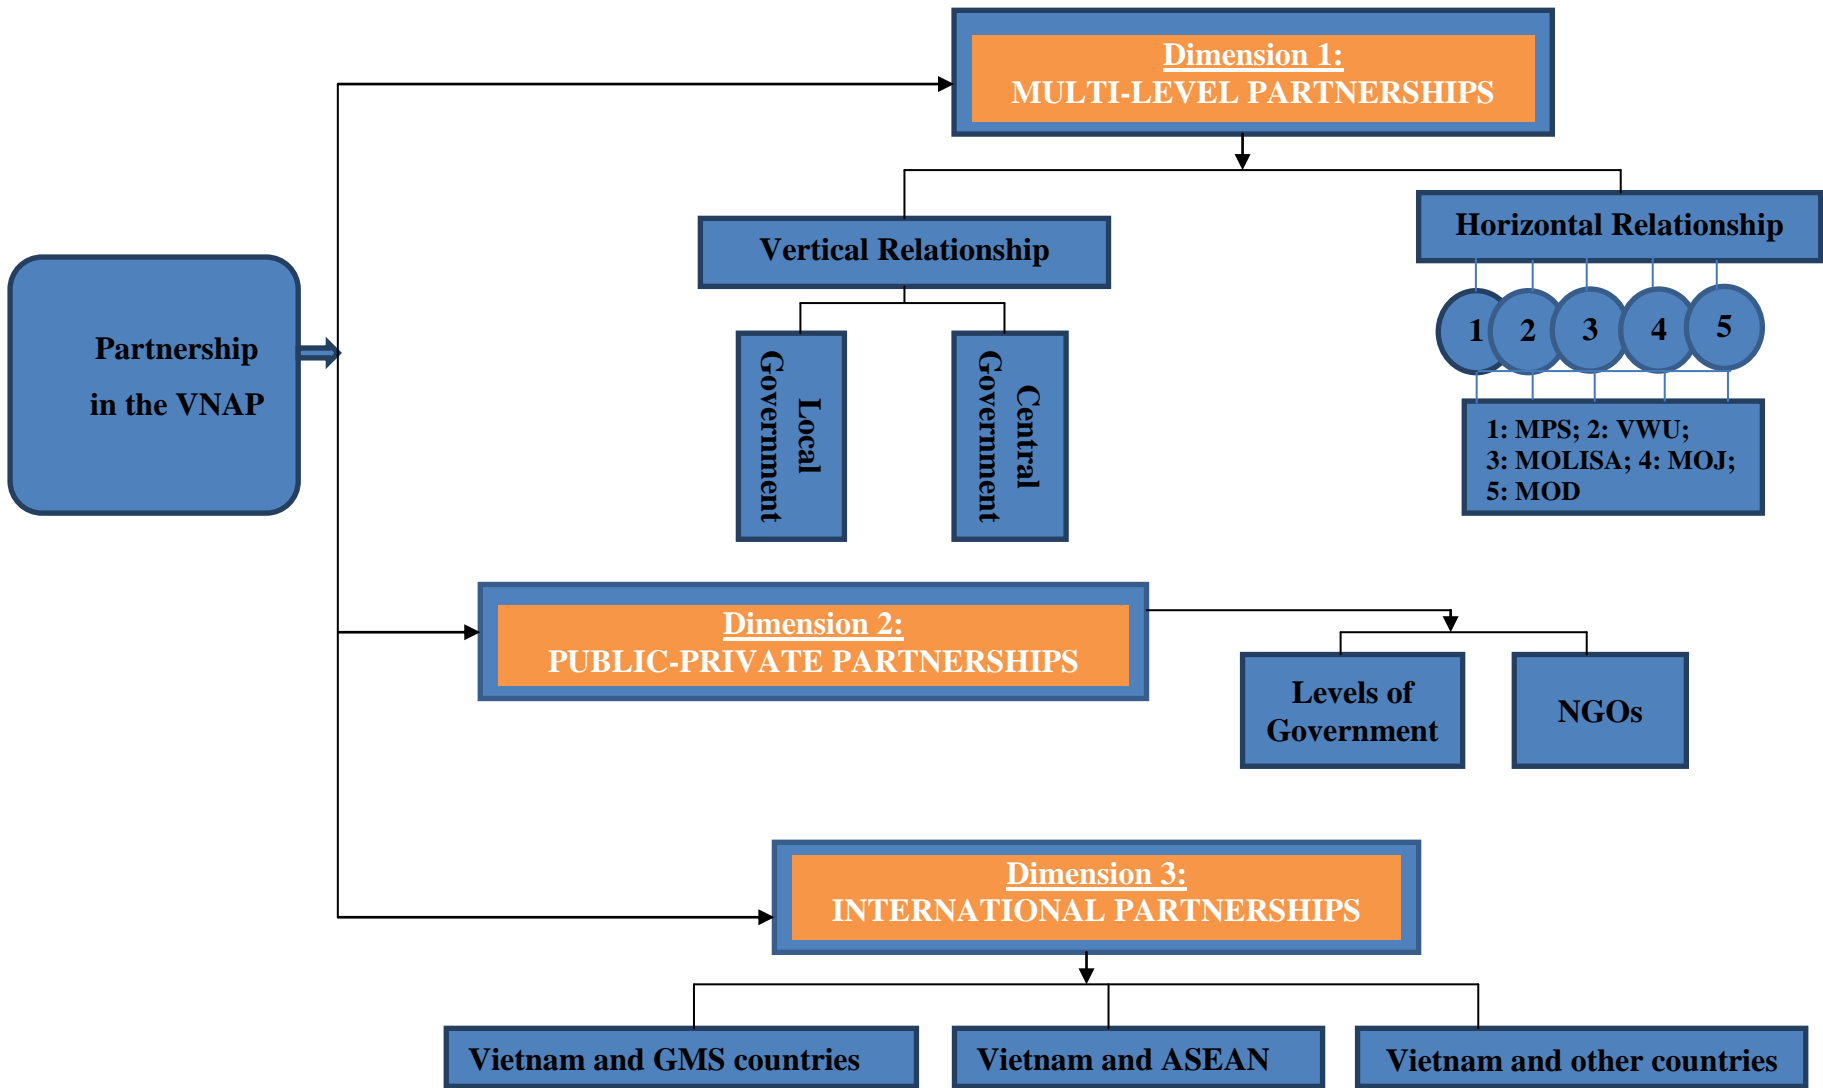 Dimension 1:
MULTI-LEVEL PARTNERSHIPS
Vertical Relationship
Horizontal Relationship
Partnership
in the VNAP
Local
Government
Central
Government
1
2
3
4
5
1: MPS; 2: VWU;
3: MOLISA; 4: MOJ;
5: MOD
Dimension 2:
PUBLIC-PRIVATE PARTNERSHIPS
Levels of
Government
NGOs
Dimension 3:
INTERNATIONAL PARTNERSHIPS
Vietnam and GMS countries
Vietnam and ASEAN
Vietnam and other countries